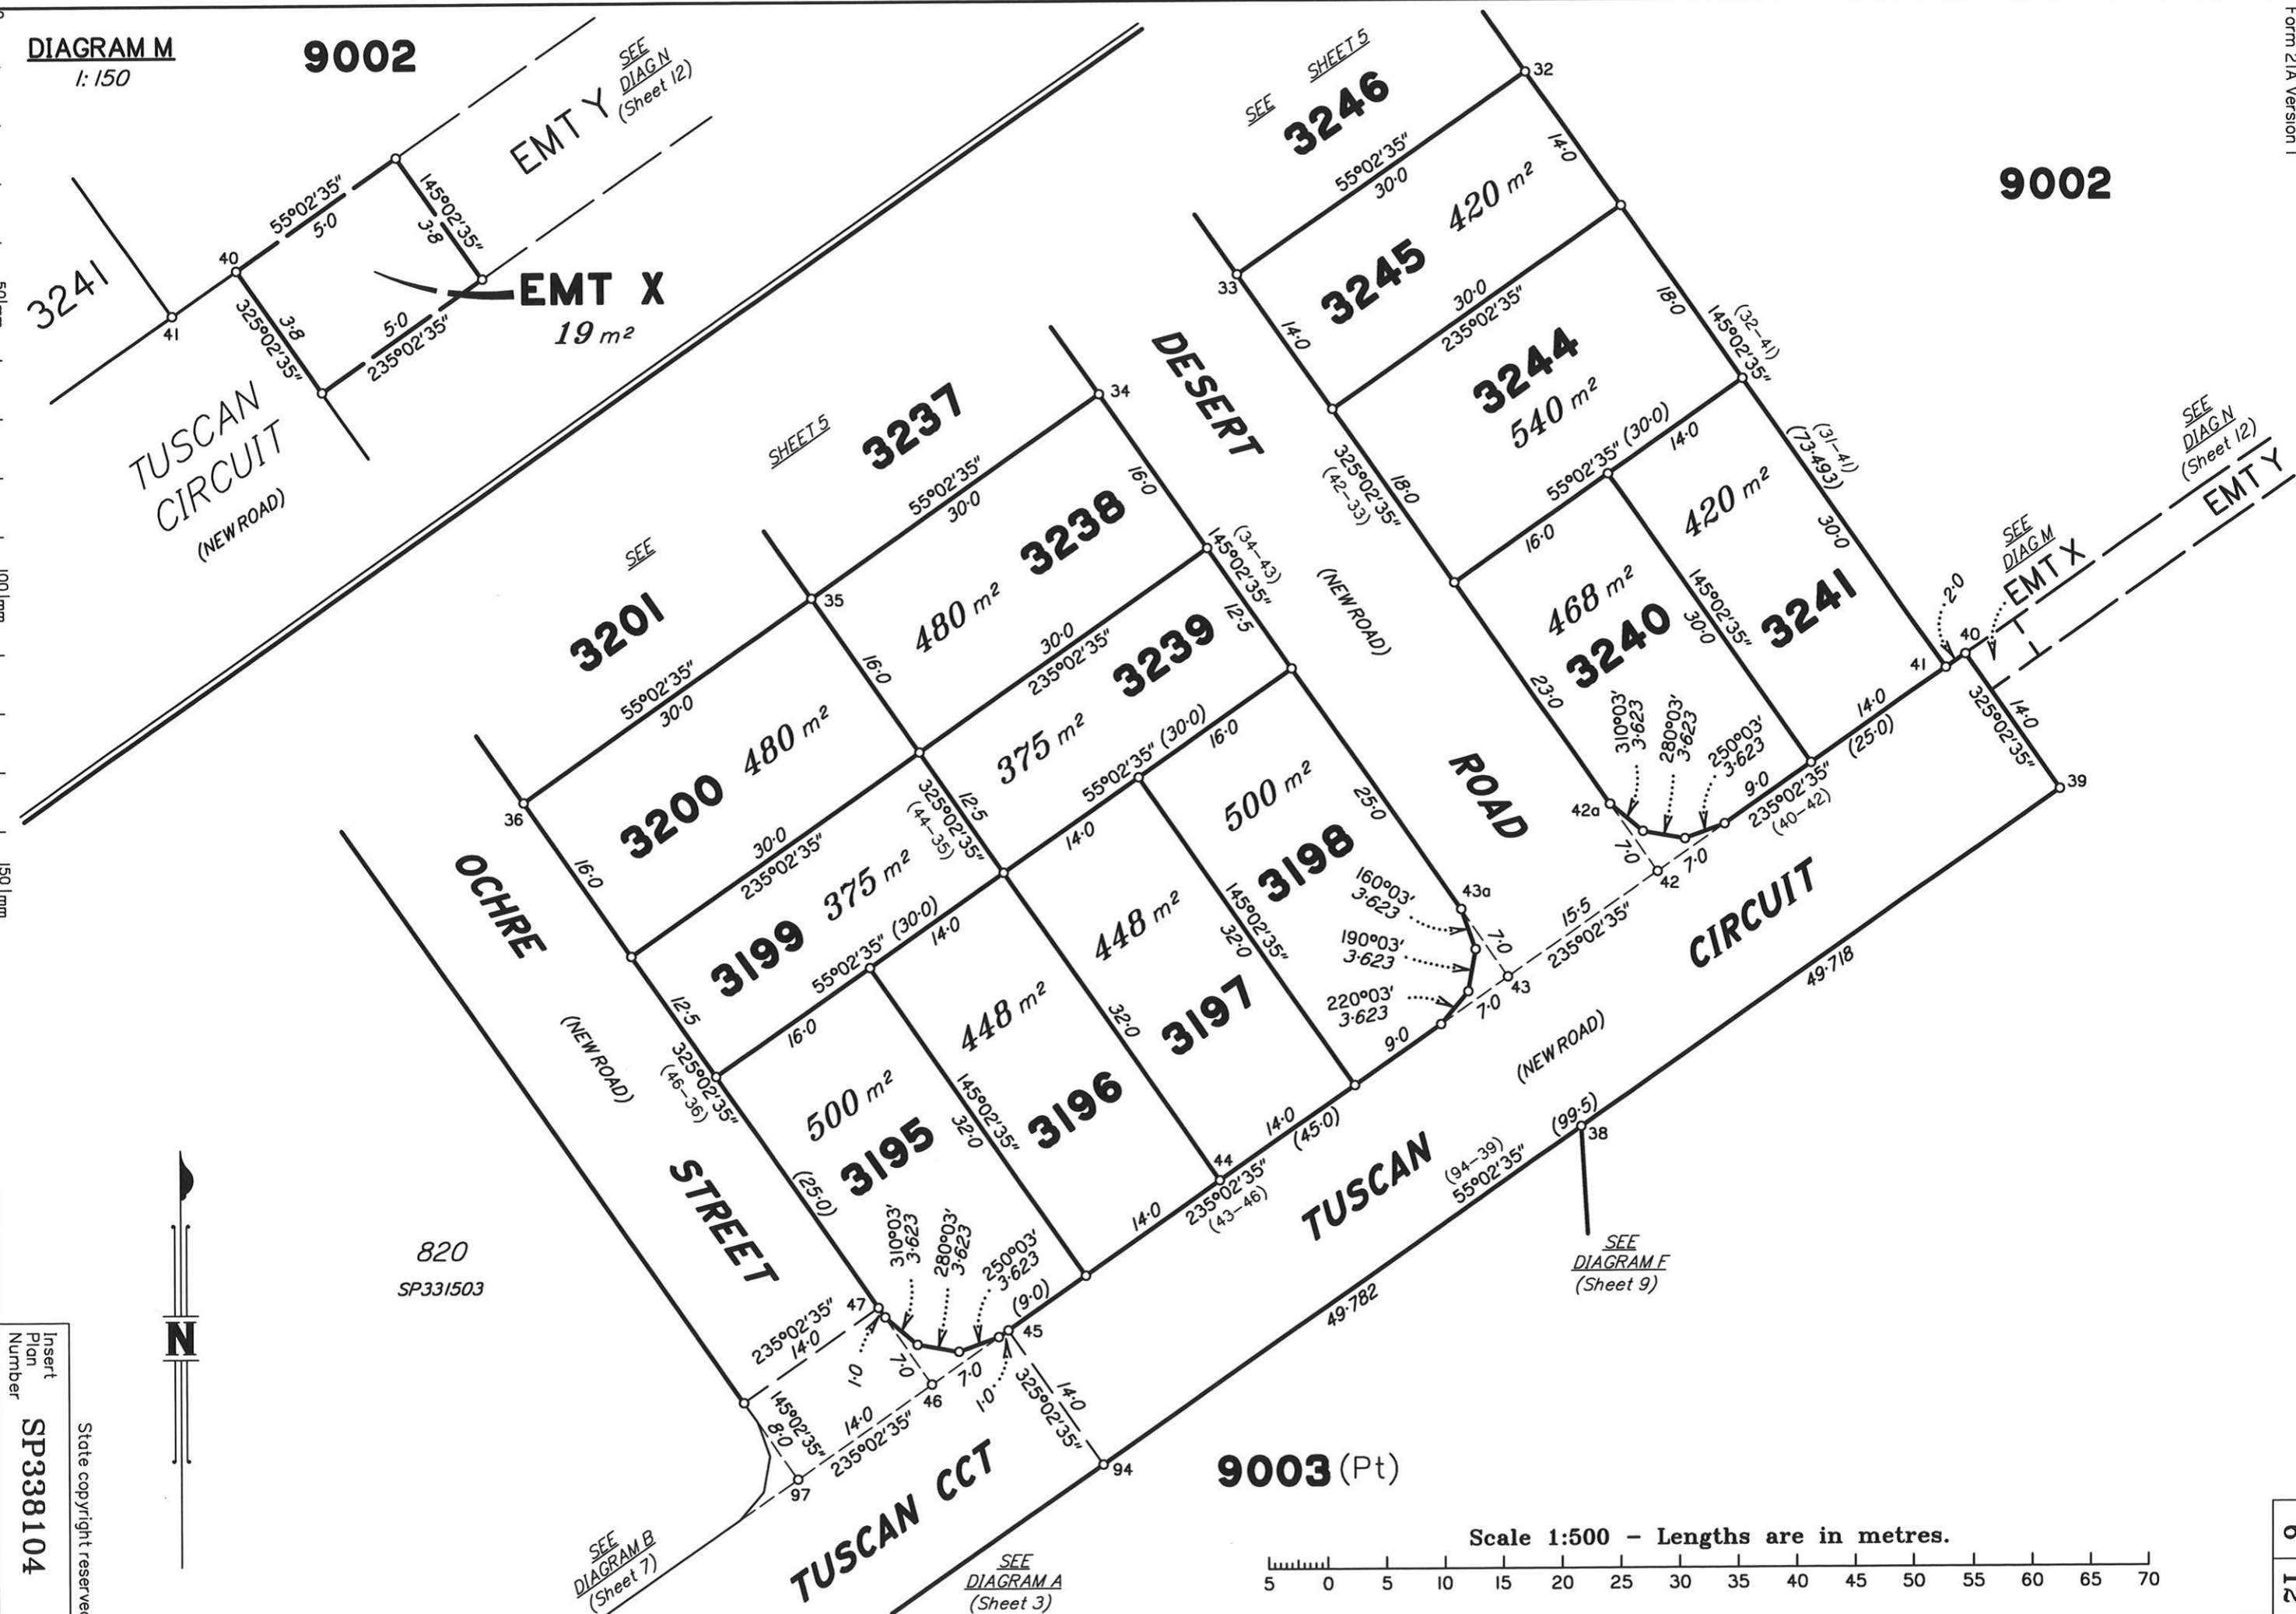 DIAGRAM M
1:150
9002
SEE
DIAG N
(Sheet 12)
EMT Y
55°02'35"
5·0
145°02'35"
3·8
40
3241
41
325°02'35"
3·8
5·0
235°02'35"
EMT X
19 m²
TUSCAN
CIRCUIT
(NEW ROAD)
Form 21A Version 1
50 mm
100 mm
150 mm
SEE
SHEET 5
3246
32
55°02'35"
30·0
14·0
9002
33
3245
420 m²
14·0
30·0
235°02'35"
18·0
(32–41)
145°02'35"
3244
540 m²
325°02'35"
(42–33)
18·0
55°02'35" (30·0)
14·0
16·0
(31–41)
(73·493)
30·0
420 m²
3241
468 m²
3240
145°02'35"
30·0
23·0
310°03'
3·623
280°03'
3·623
250°03'
3·623
42a
7·0
7·0
42
9·0
235°02'35"
(40–42)
14·0
(25·0)
41
2·0
40
SEE
DIAG M
EMT X
SEE
DIAG N
(Sheet 12)
EMT Y
325°02'35"
14·0
39
SHEET 5
3237
34
55°02'35"
30·0
16·0
DESERT
(NEW ROAD)
ROAD
SEE
3201
35
3238
480 m²
(34–43)
145°02'35"
12·5
16·0
30·0
235°02'35"
3239
375 m²
55°02'35" (30·0)
16·0
14·0
55°02'35"
30·0
36
3200
480 m²
16·0
30·0
235°02'35"
325°02'35"
(44–35)
12·5
500 m²
3198
25·0
145°02'35"
32·0
160°03'
3·623
190°03'
3·623
220°03'
3·623
43a
7·0
43
7·0
9·0
15·5
235°02'35"
CIRCUIT
49·718
(NEW ROAD)
OCHRE
3199
375 m²
12·5
55°02'35" (30·0)
14·0
16·0
448 m²
3197
32·0
448 m²
3196
145°02'35"
32·0
325°02'35"
(46–36)
500 m²
3195
(25·0)
(NEW ROAD)
STREET
14·0
(45·0)
44
14·0
235°02'35"
(43–46)
TUSCAN
(94–39)
55°02'35"
(99·5)
38
SEE
DIAGRAM F
(Sheet 9)
49·782
310°03'
3·623
280°03'
3·623
250°03'
3·623
(9·0)
45
47
235°02'35"
14·0
1·0
7·0
7·0
46
1·0
14·0
325°02'35"
145°02'35"
8·0
14·0
235°02'35"
97
94
820
SP331503
N
TUSCAN CCT
9003 (Pt)
SEE
DIAGRAM B
(Sheet 7)
SEE
DIAGRAM A
(Sheet 3)
Scale 1:500 – Lengths are in metres.
5 0 5 10 15 20 25 30 35 40 45 50 55 60 65 70
Insert
Plan
Number
SP338104
State copyright reserved